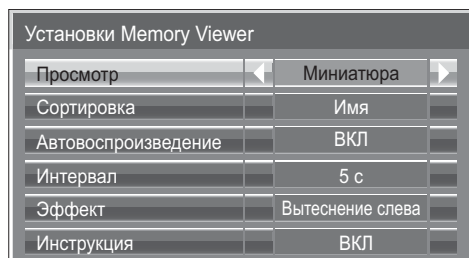 Установки Memory Viewer
Просмотр Миниатюра
Сортировка Имя
Автовоспроизведение ВКЛ
Интервал 5 с
Эффект Вытеснение слева
Инструкция ВКЛ